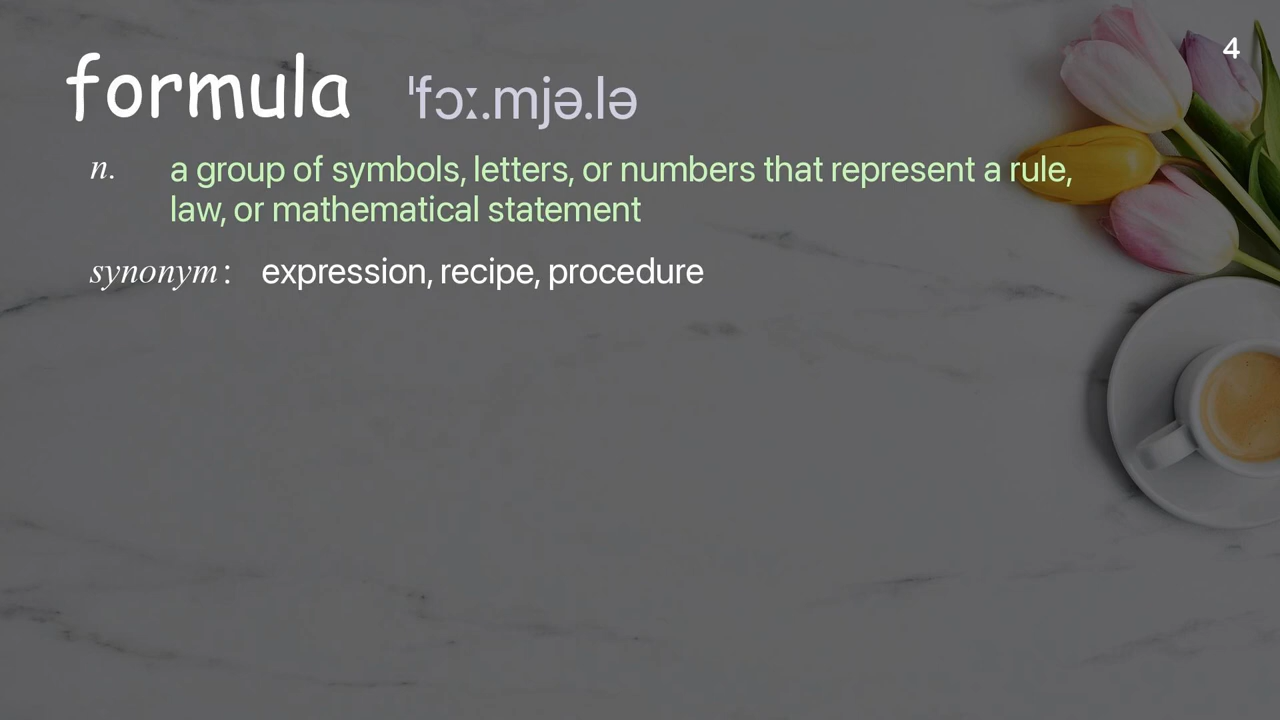 4
formula ˈfɔː.mjə.lə
n. a group of symbols, letters, or numbers that represent a rule,
law, or mathematical statement
synonym: expression, recipe, procedure